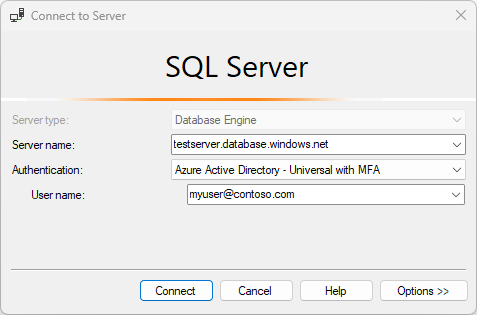 Connect to Server
SQL Server
Server type: Database Engine
Server name: testserver.database.windows.net
Authentication: Azure Active Directory - Universal with MFA
User name: myuser@contoso.com
Connect Cancel Help Options >>